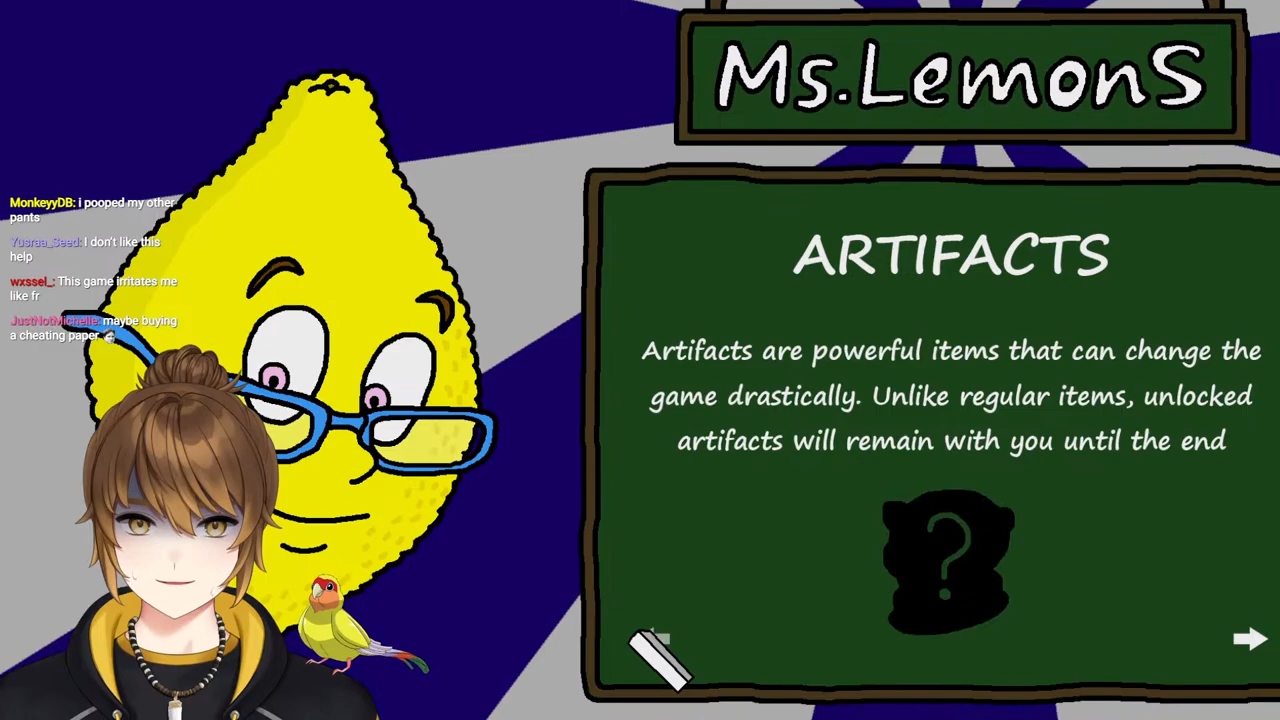 Ms.LemonS
MonkeyyDB: i pooped my other
pants
Yusraa_Seed: I don't like this
help
wxssel_: This game irritates me
like fr
JustNotMichelle: maybe buying
a cheating paper
ARTIFACTS
Artifacts are powerful items that can change the
game drastically. Unlike regular items, unlocked
artifacts will remain with you until the end
?